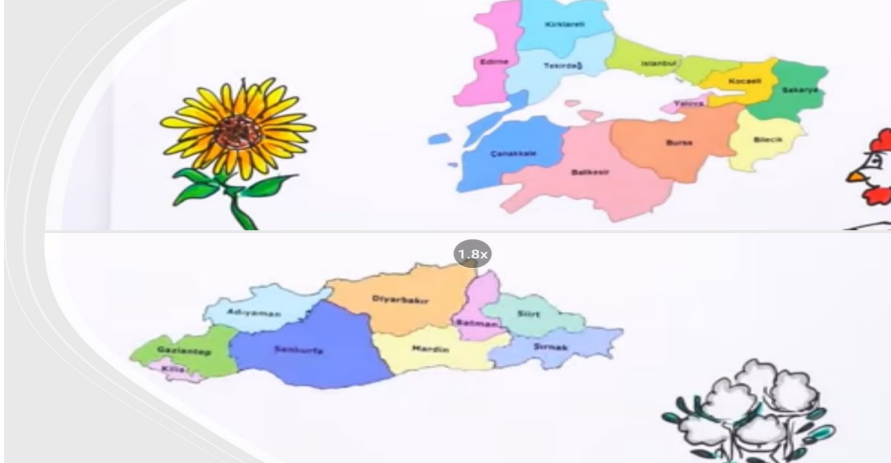 Kırklareli
Edirne
Tekirdağ
İstanbul
Kocaeli
Sakarya
Yalova
Çanakkale
Bursa
Bilecik
Balıkesir
1.8x
Diyarbakır
Adıyaman
Siirt
Batman
Gaziantep
Şanlıurfa
Mardin
Şırnak
Kilis